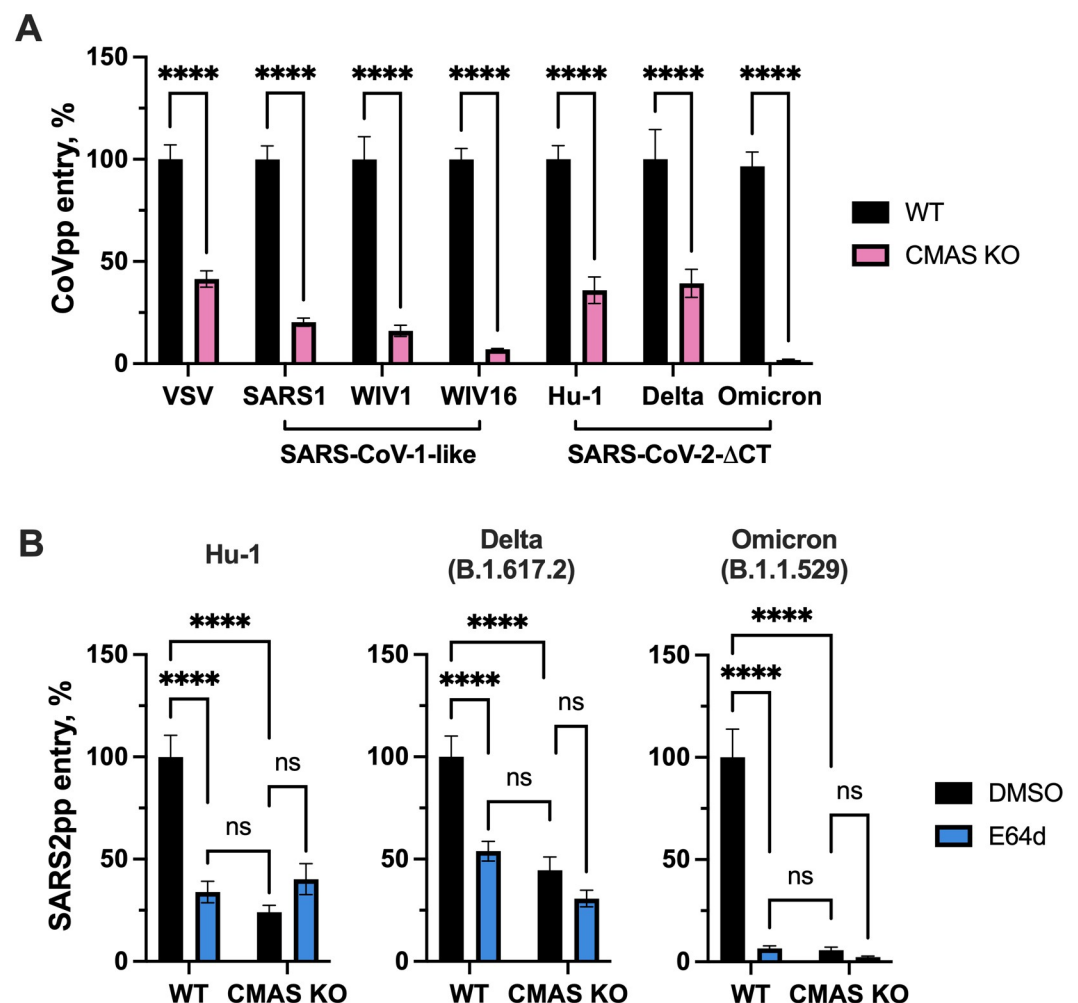 A
150
100
50
0
CoVpp entry, %
**** **** **** **** **** **** ****
VSV SARS1 WIV1 WIV16 Hu-1 Delta Omicron
SARS-CoV-1-like SARS-CoV-2-ΔCT
WT
CMAS KO
B
Hu-1
SARS2pp entry, %
150
100
50
0
****
****
ns
ns
WT CMAS KO
Delta
(B.1.617.2)
150
100
50
0
****
****
ns
ns
WT CMAS KO
Omicron
(B.1.1.529)
150
100
50
0
****
****
ns
ns
WT CMAS KO
DMSO
E64d